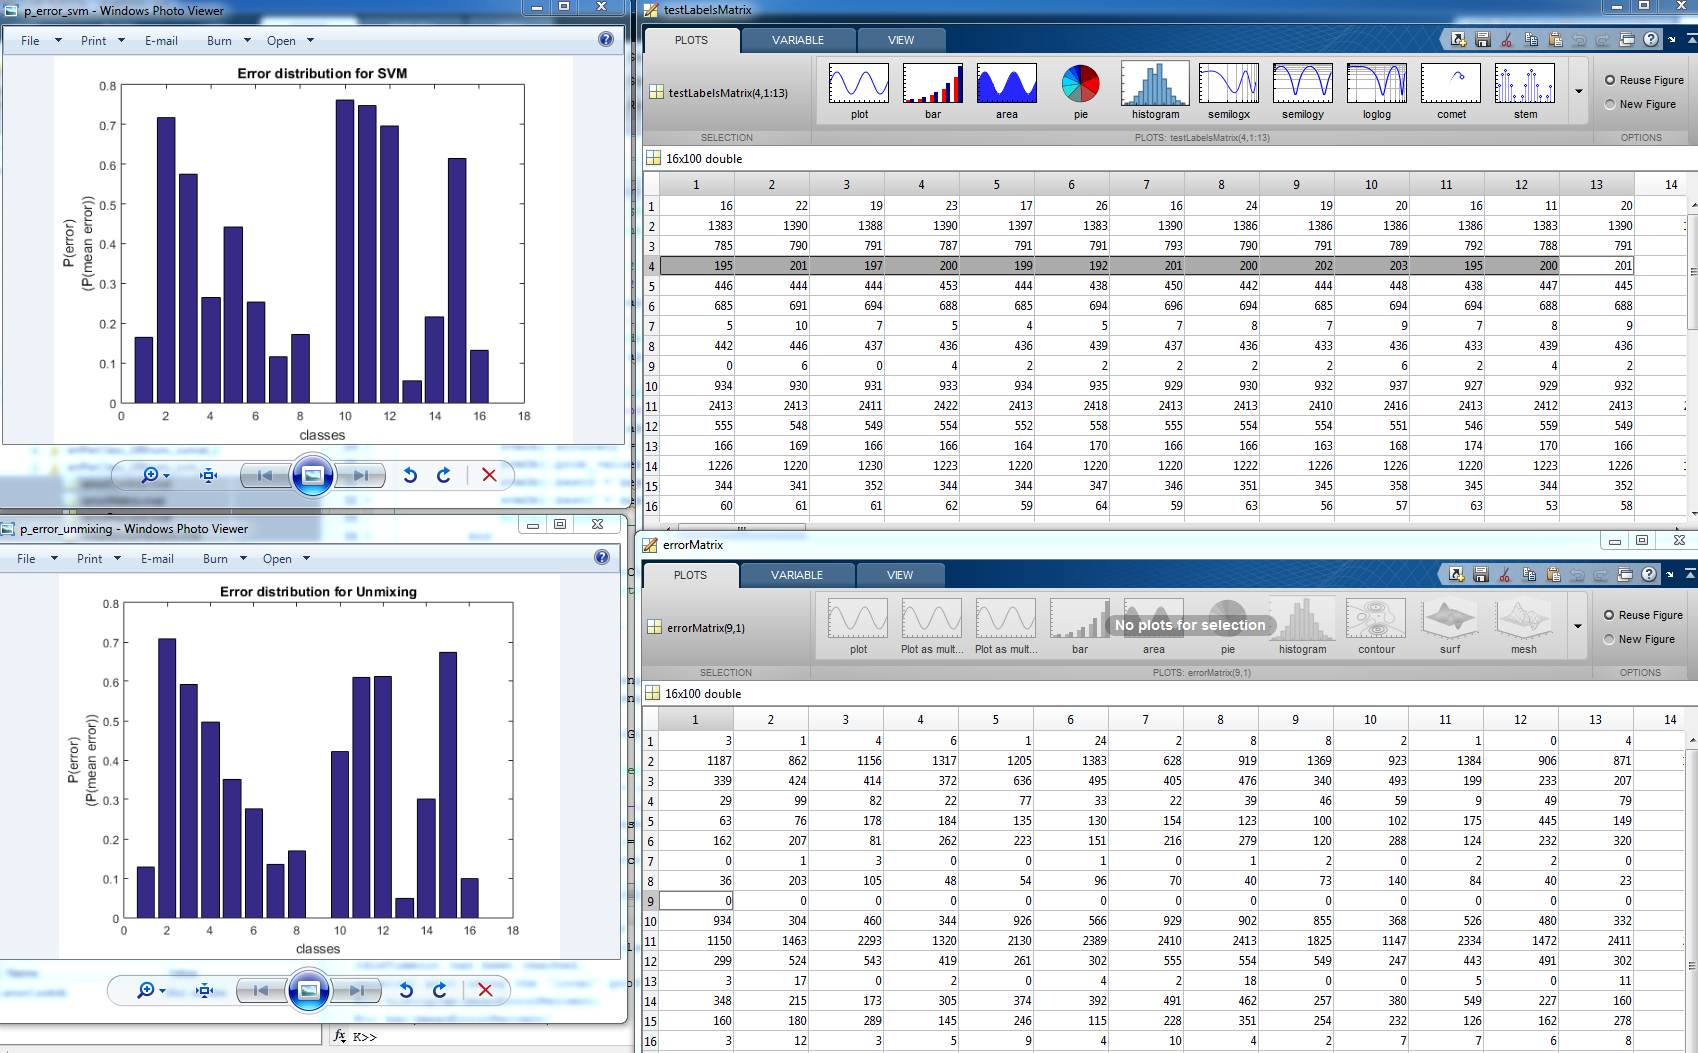 p_error_svm - Windows Photo Viewer
File Print E-mail Burn Open
Error distribution for SVM
P(error)
(P(mean error))
0.8
0.7
0.6
0.5
0.4
0.3
0.2
0.1
0
0 2 4 6 8 10 12 14 16 18
classes
p_error_unmixing - Windows Photo Viewer
File Print E-mail Burn Open
Error distribution for Unmixing
P(error)
(P(mean error))
0.8
0.7
0.6
0.5
0.4
0.3
0.2
0.1
0
0 2 4 6 8 10 12 14 16 18
classes
fx K>>
testLabelsMatrix
PLOTS VARIABLE VIEW
testLabelsMatrix(4,1:13)
plot bar area pie histogram semilogx semilogy loglog comet stem
Reuse Figure
New Figure
SELECTION PLOTS: testLabelsMatrix(4,1:13) OPTIONS
16x100 double
1 2 3 4 5 6 7 8 9 10 11 12 13 14
1 16 22 19 23 17 26 16 24 19 20 16 11 20
2 1383 1390 1388 1390 1397 1383 1390 1386 1386 1386 1386 1383 1390
3 785 790 791 787 791 791 793 790 791 789 792 788 791
4 195 201 197 200 199 192 201 200 202 203 195 200 201
5 446 444 444 453 444 438 450 442 444 448 438 447 445
6 685 691 694 688 685 694 696 694 685 694 694 688 688
7 5 10 7 5 4 5 7 8 7 9 7 8 9
8 442 446 437 436 436 439 437 436 433 436 433 439 436
9 0 6 0 4 2 2 2 2 2 6 2 4 2
10 934 930 931 933 934 935 929 930 932 937 927 929 932
11 2413 2413 2411 2422 2413 2418 2413 2413 2410 2416 2413 2412 2413
12 555 548 549 554 552 558 555 554 554 551 546 559 549
13 166 169 166 166 164 170 166 166 163 168 174 170 166
14 1226 1220 1230 1223 1220 1220 1220 1222 1226 1226 1220 1223 1226
15 344 341 352 344 344 347 346 351 345 358 345 344 352
16 60 61 61 62 59 64 59 63 56 57 63 53 58
errorMatrix
PLOTS VARIABLE VIEW
errorMatrix(9,1)
No plots for selection
plot Plot as mult... Plot as mult... bar area pie histogram contour surf mesh
Reuse Figure
New Figure
SELECTION PLOTS: errorMatrix(9,1) OPTIONS
16x100 double
1 2 3 4 5 6 7 8 9 10 11 12 13 14
1 3 1 4 6 1 24 2 8 8 2 1 0 4
2 1187 862 1156 1317 1205 1383 628 919 1369 923 1384 906 871
3 339 424 414 372 636 495 405 476 340 493 199 233 207
4 29 99 82 22 77 33 22 39 46 59 9 49 79
5 63 76 178 184 135 130 154 123 100 102 175 445 149
6 162 207 81 262 223 151 216 279 120 288 124 232 320
7 0 1 3 0 0 1 0 1 2 0 2 2 0
8 36 203 105 48 54 96 70 40 73 140 84 40 23
9 0 0 0 0 0 0 0 0 0 0 0 0 0
10 934 304 460 344 926 566 929 902 855 368 526 480 332
11 1150 1463 2293 1320 2130 2389 2410 2413 1825 1147 2334 1472 2411
12 299 524 543 419 261 302 555 554 549 247 443 491 302
13 3 17 0 2 0 4 2 18 0 0 5 0 11
14 348 215 173 305 374 392 491 462 257 380 549 227 160
15 160 180 289 145 246 115 228 351 254 232 126 162 278
16 3 12 3 5 9 4 10 4 2 7 7 6 8